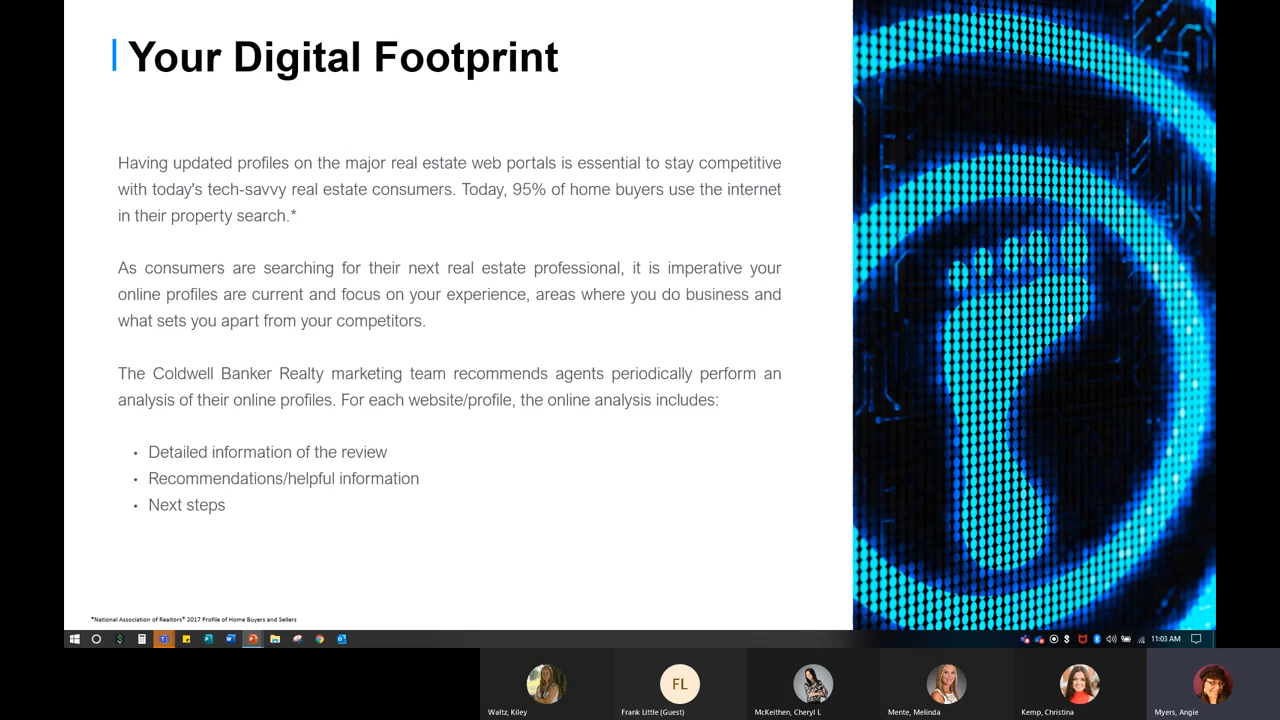 Your Digital Footprint
Having updated profiles on the major real estate web portals is essential to stay competitive
with today's tech-savvy real estate consumers. Today, 95% of home buyers use the internet
in their property search.*
As consumers are searching for their next real estate professional, it is imperative your
online profiles are current and focus on your experience, areas where you do business and
what sets you apart from your competitors.
The Coldwell Banker Realty marketing team recommends agents periodically perform an
analysis of their online profiles. For each website/profile, the online analysis includes:
• Detailed information of the review
• Recommendations/helpful information
• Next steps
*National Association of Realtors® 2017 Profile of Home Buyers and Sellers
11:03 AM
FL
Waltz, Kiley
Frank Little (Guest)
McKeithen, Cheryl L
Mente, Melinda
Kemp, Christina
Myers, Angie